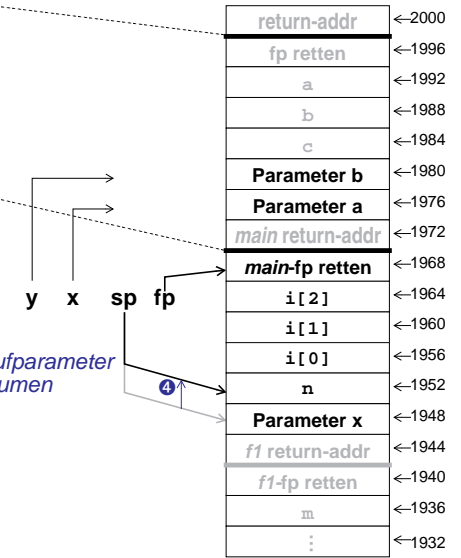 return-addr ←2000
fp retten ←1996
a ←1992
b ←1988
c ←1984
Parameter b ←1980
Parameter a ←1976
main return-addr ←1972
main-fp retten ←1968
y x sp fp
i[2] ←1964
i[1] ←1960
i[0] ←1956
ufparameter
umen
4
n ←1952
Parameter x ←1948
f1 return-addr ←1944
f1-fp retten ←1940
m ←1936
⋮ ←1932